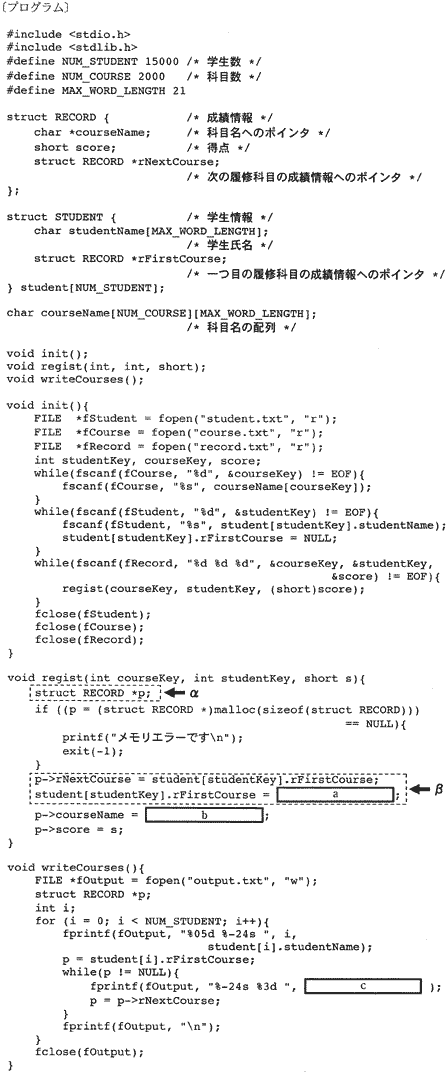 〔プログラム〕
#include <stdio.h>
#include <stdlib.h>
#define NUM_STUDENT 15000 /* 学生数 */
#define NUM_COURSE 2000 /* 科目数 */
#define MAX_WORD_LENGTH 21
struct RECORD { /* 成績情報 */
char *courseName; /* 科目名へのポインタ */
short score; /* 得点 */
struct RECORD *rNextCourse;
/* 次の履修科目の成績情報へのポインタ */
};
struct STUDENT { /* 学生情報 */
char studentName[MAX_WORD_LENGTH];
/* 学生氏名 */
struct RECORD *rFirstCourse;
/* 一つ目の履修科目の成績情報へのポインタ */
} student[NUM_STUDENT];
char courseName[NUM_COURSE][MAX_WORD_LENGTH];
/* 科目名の配列 */
void init();
void regist(int, int, short);
void writeCourses();
void init(){
FILE *fStudent = fopen("student.txt", "r");
FILE *fCourse = fopen("course.txt", "r");
FILE *fRecord = fopen("record.txt", "r");
int studentKey, courseKey, score;
while(fscanf(fCourse, "%d", &courseKey) != EOF){
fscanf(fCourse, "%s", courseName[courseKey]);
}
while(fscanf(fStudent, "%d", &studentKey) != EOF){
fscanf(fStudent, "%s", student[studentKey].studentName);
student[studentKey].rFirstCourse = NULL;
}
while(fscanf(fRecord, "%d %d %d", &courseKey, &studentKey,
&score) != EOF){
regist(courseKey, studentKey, (short)score);
}
fclose(fStudent);
fclose(fCourse);
fclose(fRecord);
}
void regist(int courseKey, int studentKey, short s){
struct RECORD *p; ← α
if ((p = (struct RECORD *)malloc(sizeof(struct RECORD)))
== NULL){
printf("メモリエラーです\n");
exit(-1);
}
p->rNextCourse = student[studentKey].rFirstCourse;
student[studentKey].rFirstCourse = a ; ← β
p->courseName = b ;
p->score = s;
}
void writeCourses(){
FILE *fOutput = fopen("output.txt", "w");
struct RECORD *p;
int i;
for (i = 0; i < NUM_STUDENT; i++){
fprintf(fOutput, "%05d %-24s ", i,
student[i].studentName);
p = student[i].rFirstCourse;
while(p != NULL){
fprintf(fOutput, "%-24s %3d ", c );
p = p->rNextCourse;
}
fprintf(fOutput, "\n");
}
fclose(fOutput);
}